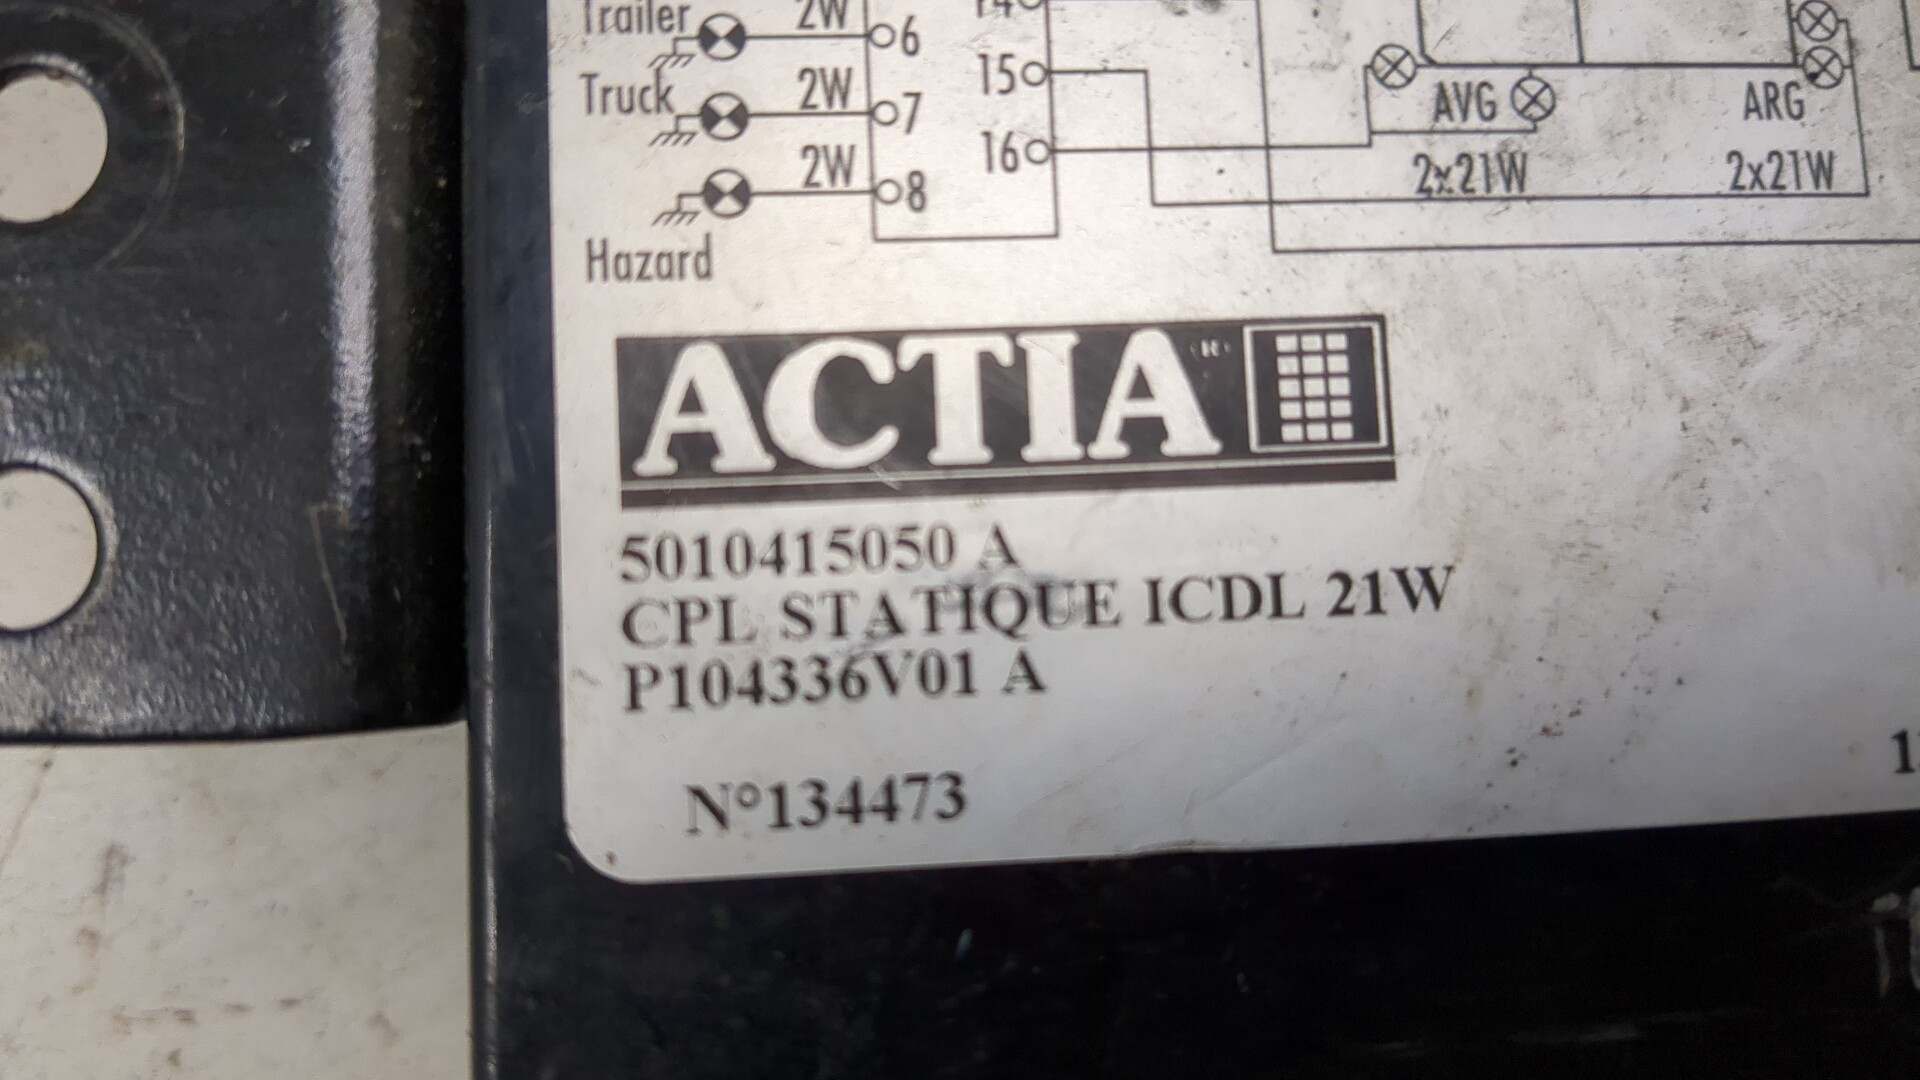 Trailer 2W 6 14
Truck 2W 7 15 AVG ARG
2W 8 16 2x21W 2x21W
Hazard
ACTIA
5010415050 A
CPL STATIQUE ICDL 21W
P104336V01 A
N°134473